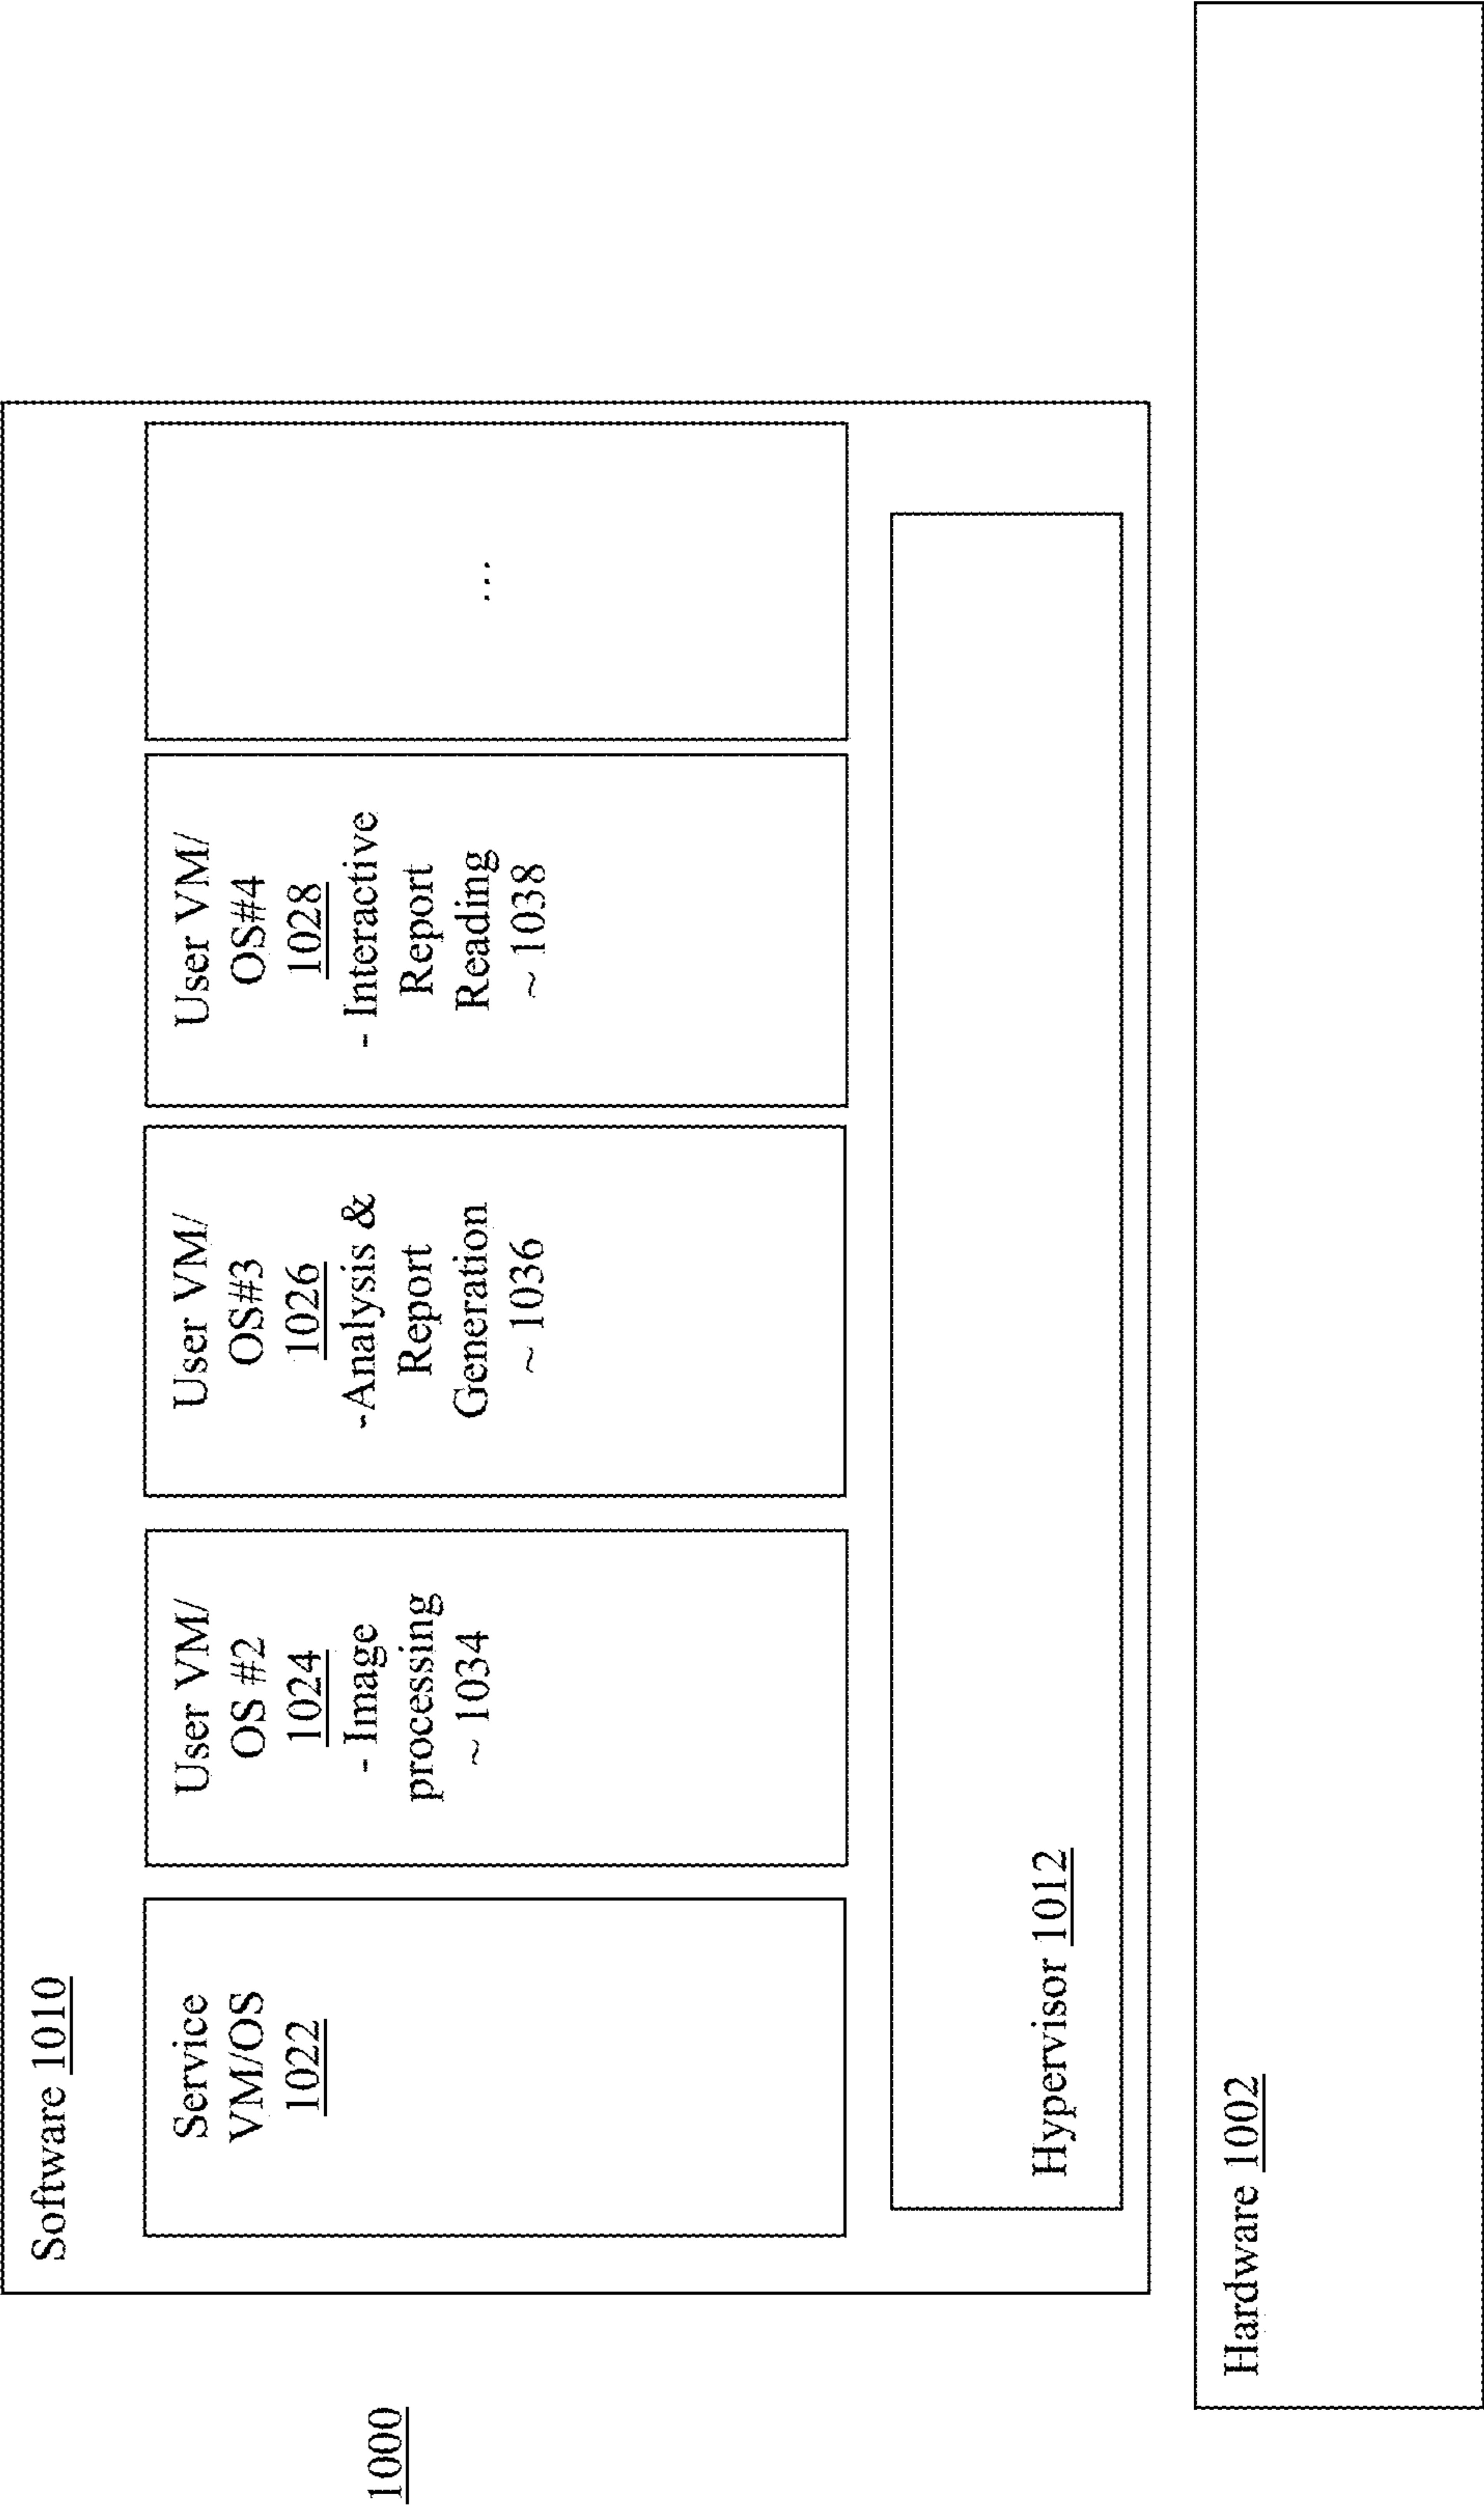 1000
Software 1010
Service
VM/OS
1022
User VM/
OS #2
1024
- Image
processing
~ 1034
User VM/
OS#3
1026
-Analysis &
Report
Generation
~ 1036
User VM/
OS#4
1028
- Interactive
Report
Reading
~ 1038
...
Hypervisor 1012
Hardware 1002